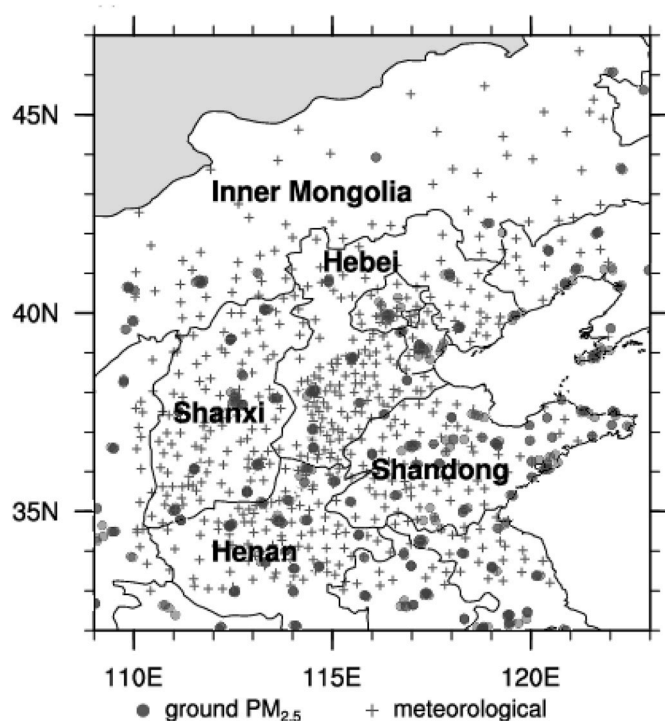 45N
Inner Mongolia
Hebei
40N
Shanxi
Shandong
35N
Henan
110E 115E 120E
ground PM2.5 meteorological